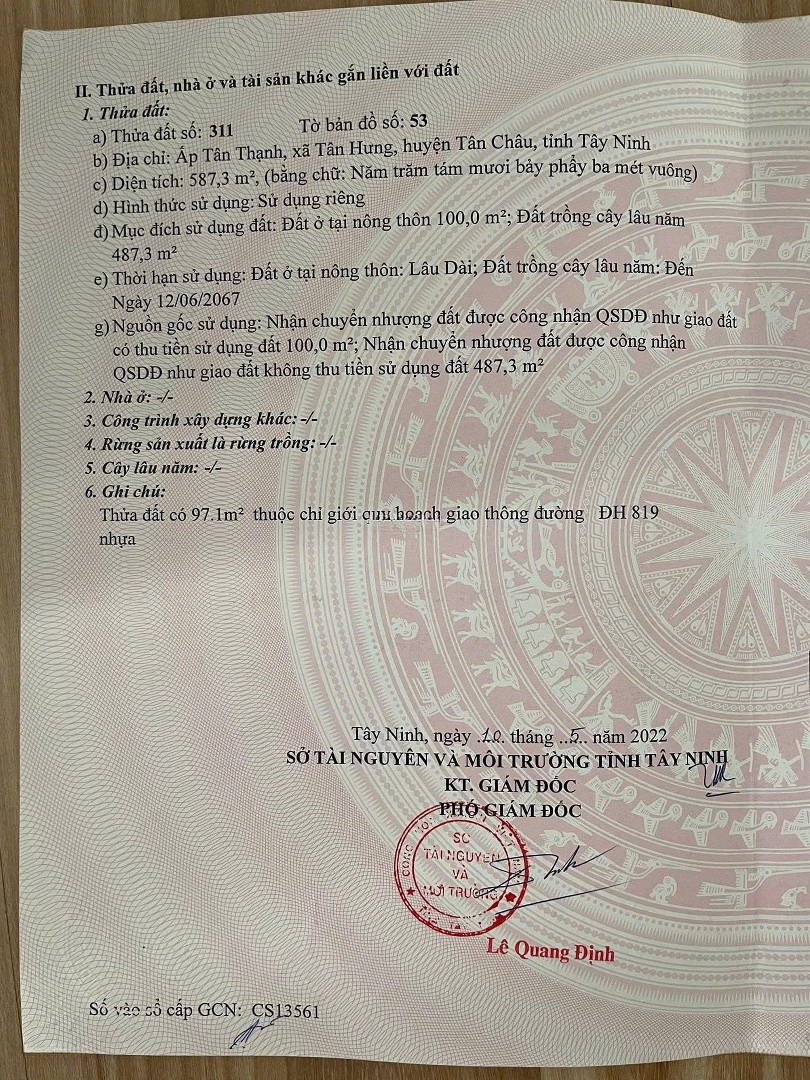 II. Thửa đất, nhà ở và tài sản khác gắn liền với đất
1. Thửa đất:
a) Thửa đất số: 311 Tờ bản đồ số: 53
b) Địa chỉ: Ấp Tân Thạnh, xã Tân Hưng, huyện Tân Châu, tỉnh Tây Ninh
c) Diện tích: 587,3 m², (bằng chữ: Năm trăm tám mươi bảy phẩy ba mét vuông)
d) Hình thức sử dụng: Sử dụng riêng
đ) Mục đích sử dụng đất: Đất ở tại nông thôn 100,0 m²; Đất trồng cây lâu năm
487,3 m²
e) Thời hạn sử dụng: Đất ở tại nông thôn: Lâu Dài; Đất trồng cây lâu năm: Đến
Ngày 12/06/2067
g) Nguồn gốc sử dụng: Nhận chuyển nhượng đất được công nhận QSDĐ như giao đất
có thu tiền sử dụng đất 100,0 m²; Nhận chuyển nhượng đất được công nhận
QSDĐ như giao đất không thu tiền sử dụng đất 487,3 m²
2. Nhà ở: -/-
3. Công trình xây dựng khác: -/-
4. Rừng sản xuất là rừng trồng: -/-
5. Cây lâu năm: -/-
6. Ghi chú:
Thửa đất có 97.1m² thuộc chỉ giới quy hoạch giao thông đường ĐH 819
nhựa
Tây Ninh, ngày .10. tháng ..5.. năm 2022
SỞ TÀI NGUYÊN VÀ MÔI TRƯỜNG TỈNH TÂY NINH
KT. GIÁM ĐỐC
PHÓ GIÁM ĐỐC
SỞ
TÀI NGUYÊN
VÀ
MÔI TRƯỜNG
Lê Quang Định
Số vào sổ cấp GCN: CS13561